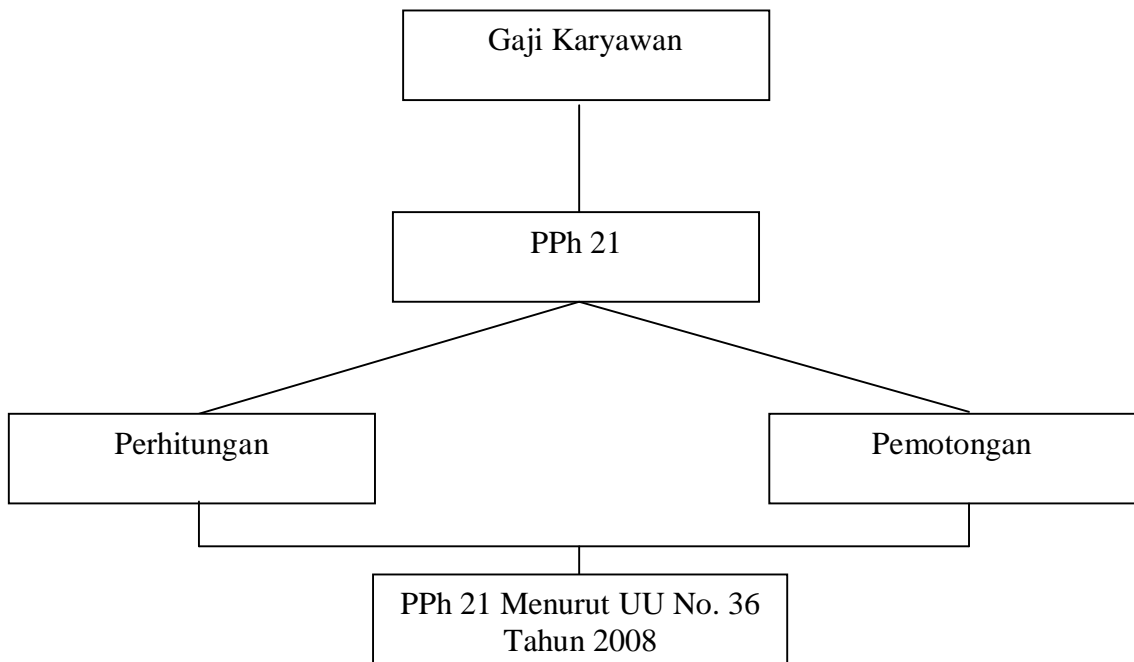 Gaji Karyawan
PPh 21
Perhitungan
Pemotongan
PPh 21 Menurut UU No. 36
Tahun 2008